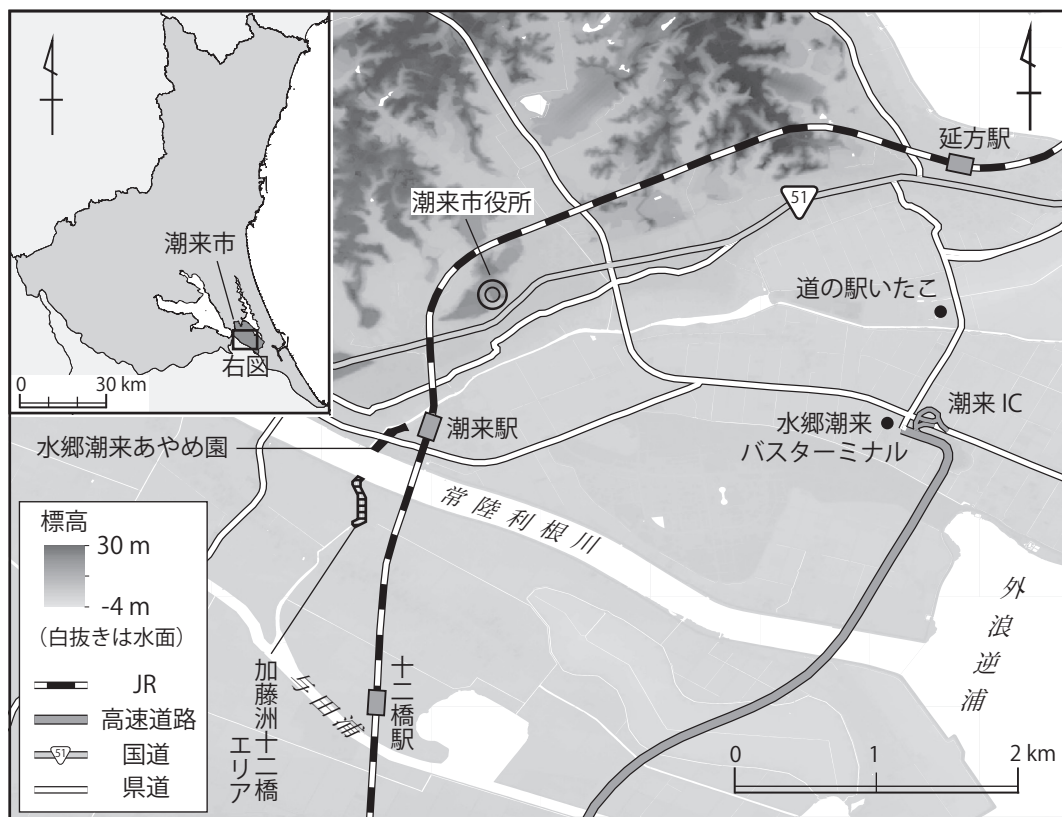 潮来市
右図
0 30 km
延方駅
51
潮来市役所
道の駅いたこ
潮来駅
水郷潮来
バスターミナル
潮来 IC
水郷潮来あやめ園
常陸利根川
外浪逆浦
与田浦
十二橋駅
加藤洲十二橋
エリア
標高
30 m
-4 m
(白抜きは水面)
JR
高速道路
51
国道
県道
0 1 2 km